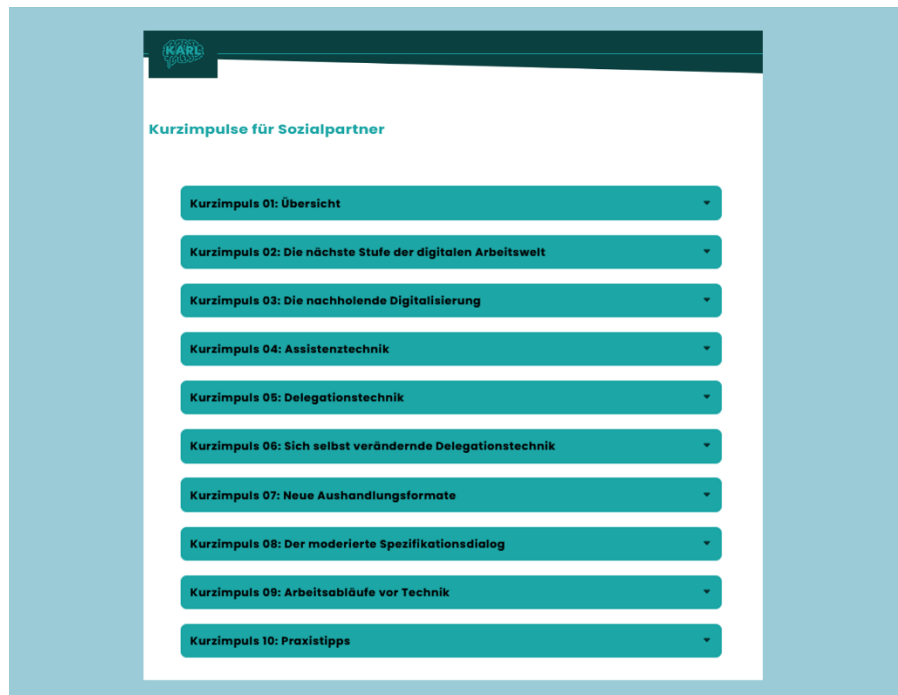 KARL
Kurzimpulse für Sozialpartner
Kurzimpuls 01: Übersicht
Kurzimpuls 02: Die nächste Stufe der digitalen Arbeitswelt
Kurzimpuls 03: Die nachholende Digitalisierung
Kurzimpuls 04: Assistenztechnik
Kurzimpuls 05: Delegationstechnik
Kurzimpuls 06: Sich selbst verändernde Delegationstechnik
Kurzimpuls 07: Neue Aushandlungsformate
Kurzimpuls 08: Der moderierte Spezifikationsdialog
Kurzimpuls 09: Arbeitsabläufe vor Technik
Kurzimpuls 10: Praxistipps